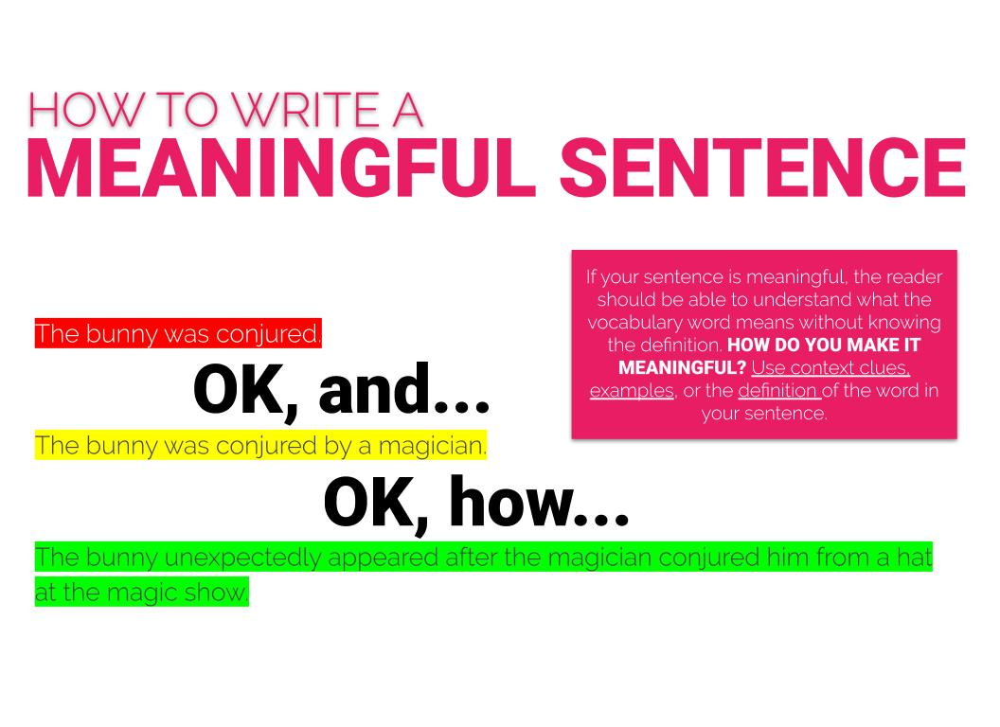 HOW TO WRITE A
MEANINGFUL SENTENCE
If your sentence is meaningful, the reader
should be able to understand what the
vocabulary word means without knowing
the definition. HOW DO YOU MAKE IT
MEANINGFUL? Use context clues,
examples, or the definition of the word in
your sentence.
The bunny was conjured.
OK, and...
The bunny was conjured by a magician.
OK, how...
The bunny unexpectedly appeared after the magician conjured him from a hat
at the magic show.